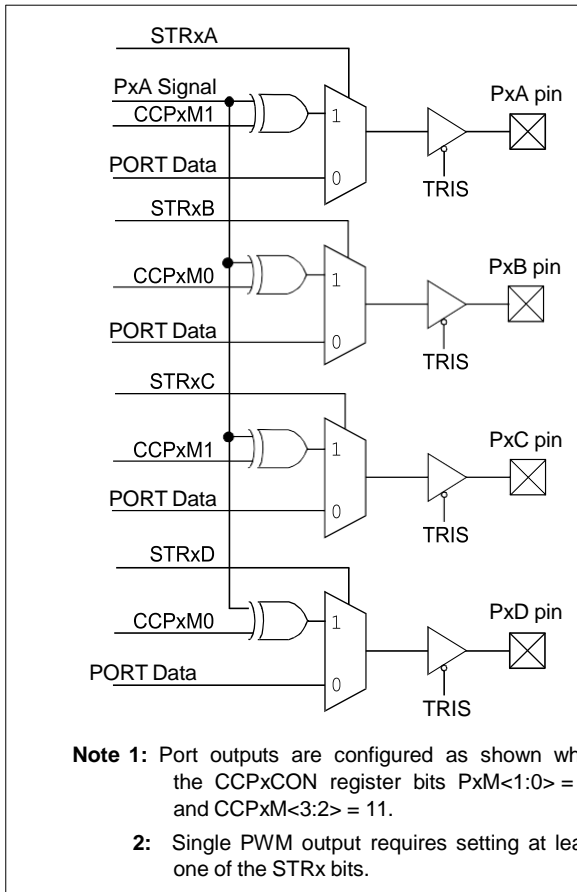 STRxA
PxA Signal
CCPxM1
1
PORT Data
0
TRIS
PxA pin
STRxB
CCPxM0
1
PORT Data
0
TRIS
PxB pin
STRxC
CCPxM1
1
PORT Data
0
TRIS
PxC pin
STRxD
CCPxM0
1
PORT Data
0
TRIS
PxD pin
Note 1: Port outputs are configured as shown
the CCPxCON register bits PxM<1:0> =
and CCPxM<3:2> = 11.
2: Single PWM output requires setting at
one of the STRx bits.